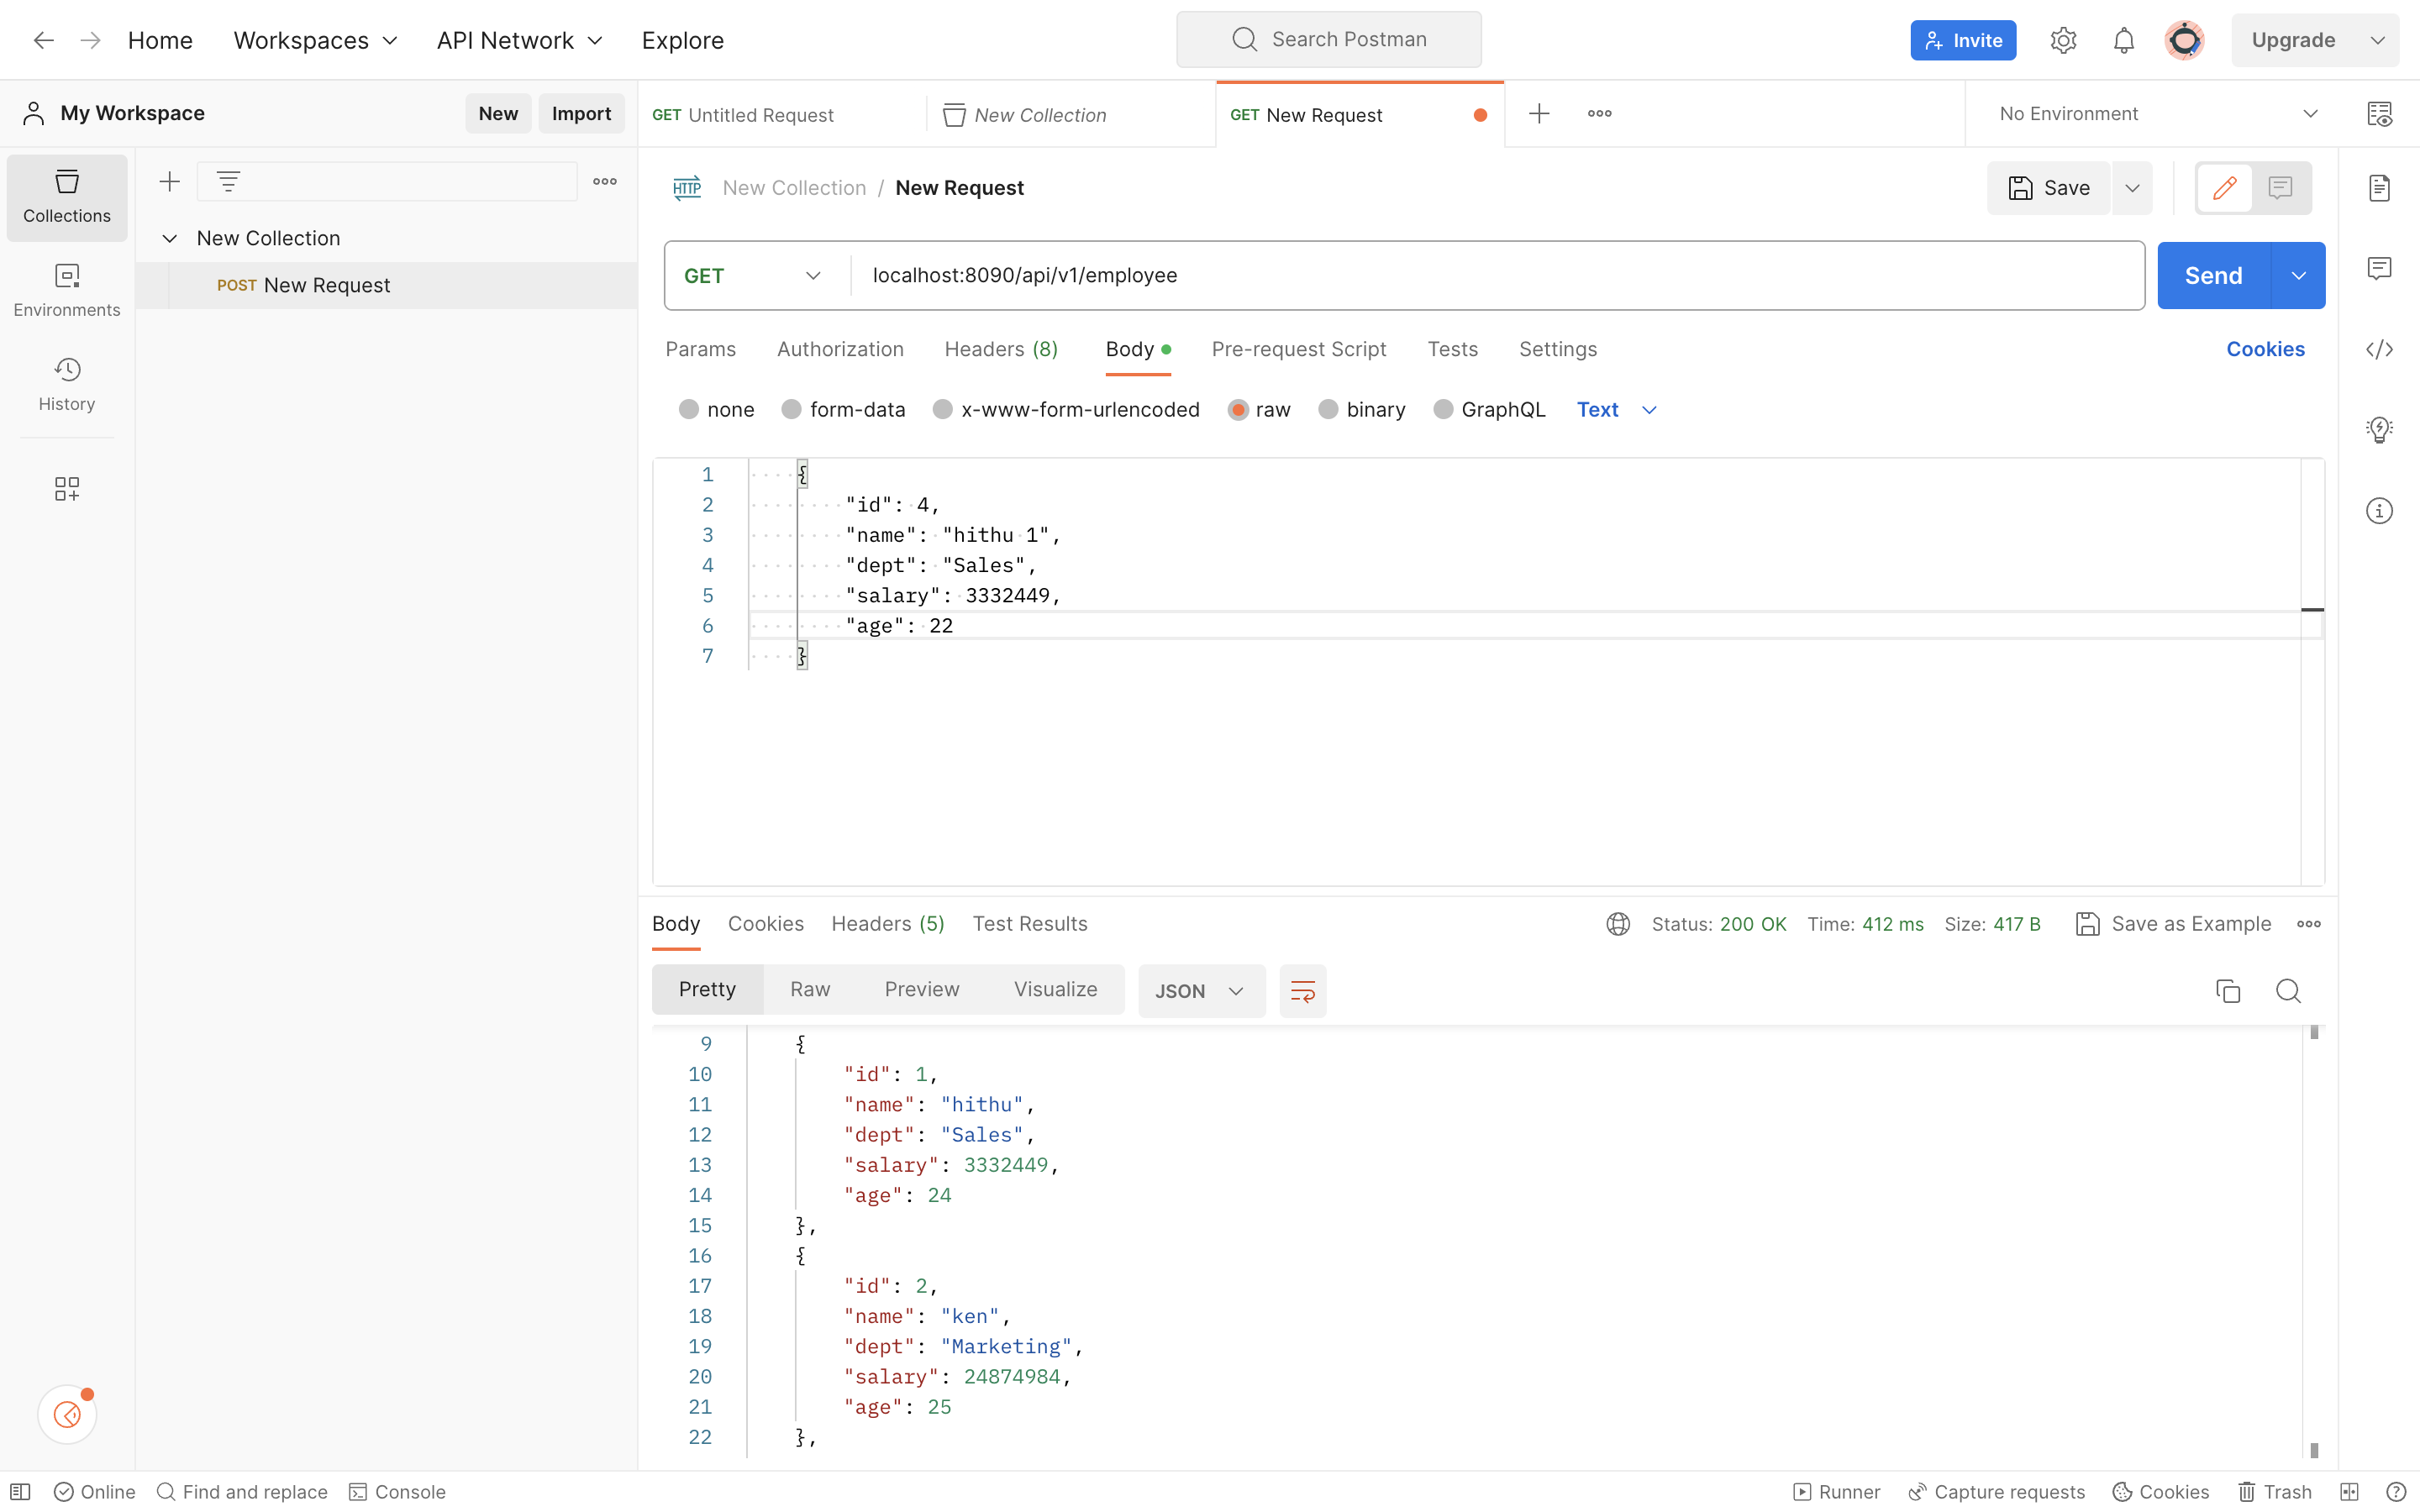 Home Workspaces API Network Explore Search Postman Invite Upgrade
My Workspace New Import GET Untitled Request New Collection GET New Request No Environment
Collections
Environments
History
New Collection
POST New Request
HTTP New Collection / New Request Save
GET localhost:8090/api/v1/employee Send
Params Authorization Headers (8) Body Pre-request Script Tests Settings Cookies
none form-data x-www-form-urlencoded raw binary GraphQL Text
1 {
2 "id": 4,
3 "name": "hithu 1",
4 "dept": "Sales",
5 "salary": 3332449,
6 "age": 22
7 }
Body Cookies Headers (5) Test Results Status: 200 OK Time: 412 ms Size: 417 B Save as Example
Pretty Raw Preview Visualize JSON
9 {
10 "id": 1,
11 "name": "hithu",
12 "dept": "Sales",
13 "salary": 3332449,
14 "age": 24
15 },
16 {
17 "id": 2,
18 "name": "ken",
19 "dept": "Marketing",
20 "salary": 24874984,
21 "age": 25
22 },
Online Find and replace Console Runner Capture requests Cookies Trash